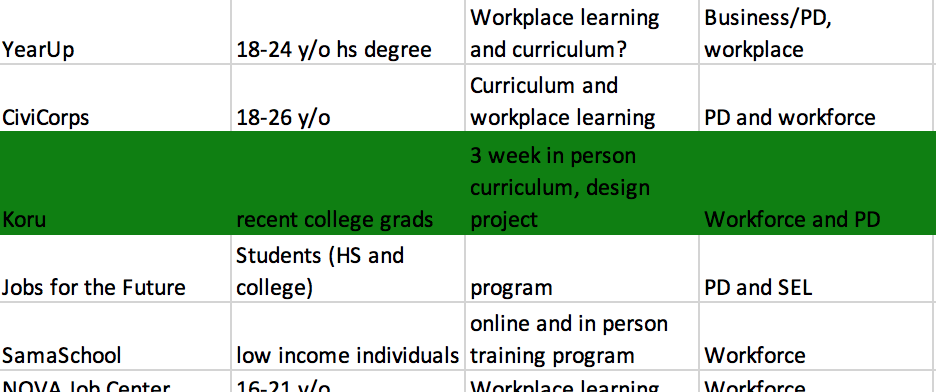 Workplace learning
Business/PD,
YearUp
18-24 y/o hs degree
and curriculum?
workplace
Curriculum and
CiviCorps
18-26 y/o
workplace learning
PD and workforce
3 week in person
curriculum, design
Koru
recent college grads
project
Workforce and PD
Students (HS and
Jobs for the Future
college)
program
PD and SEL
online and in person
SamaSchool
low income individuals
training program
Workforce
NOVA Job Center
16-21 y/o
Workplace learning
Workforce